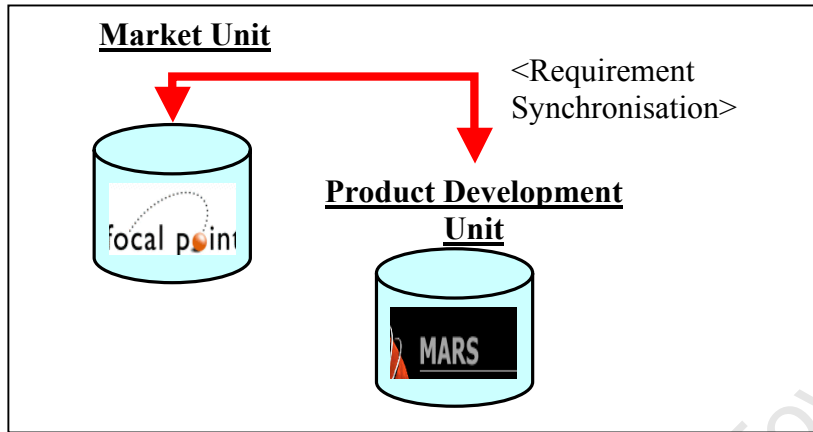 Market Unit
<Requirement
Synchronisation>
Product Development
Unit
focal point
MARS